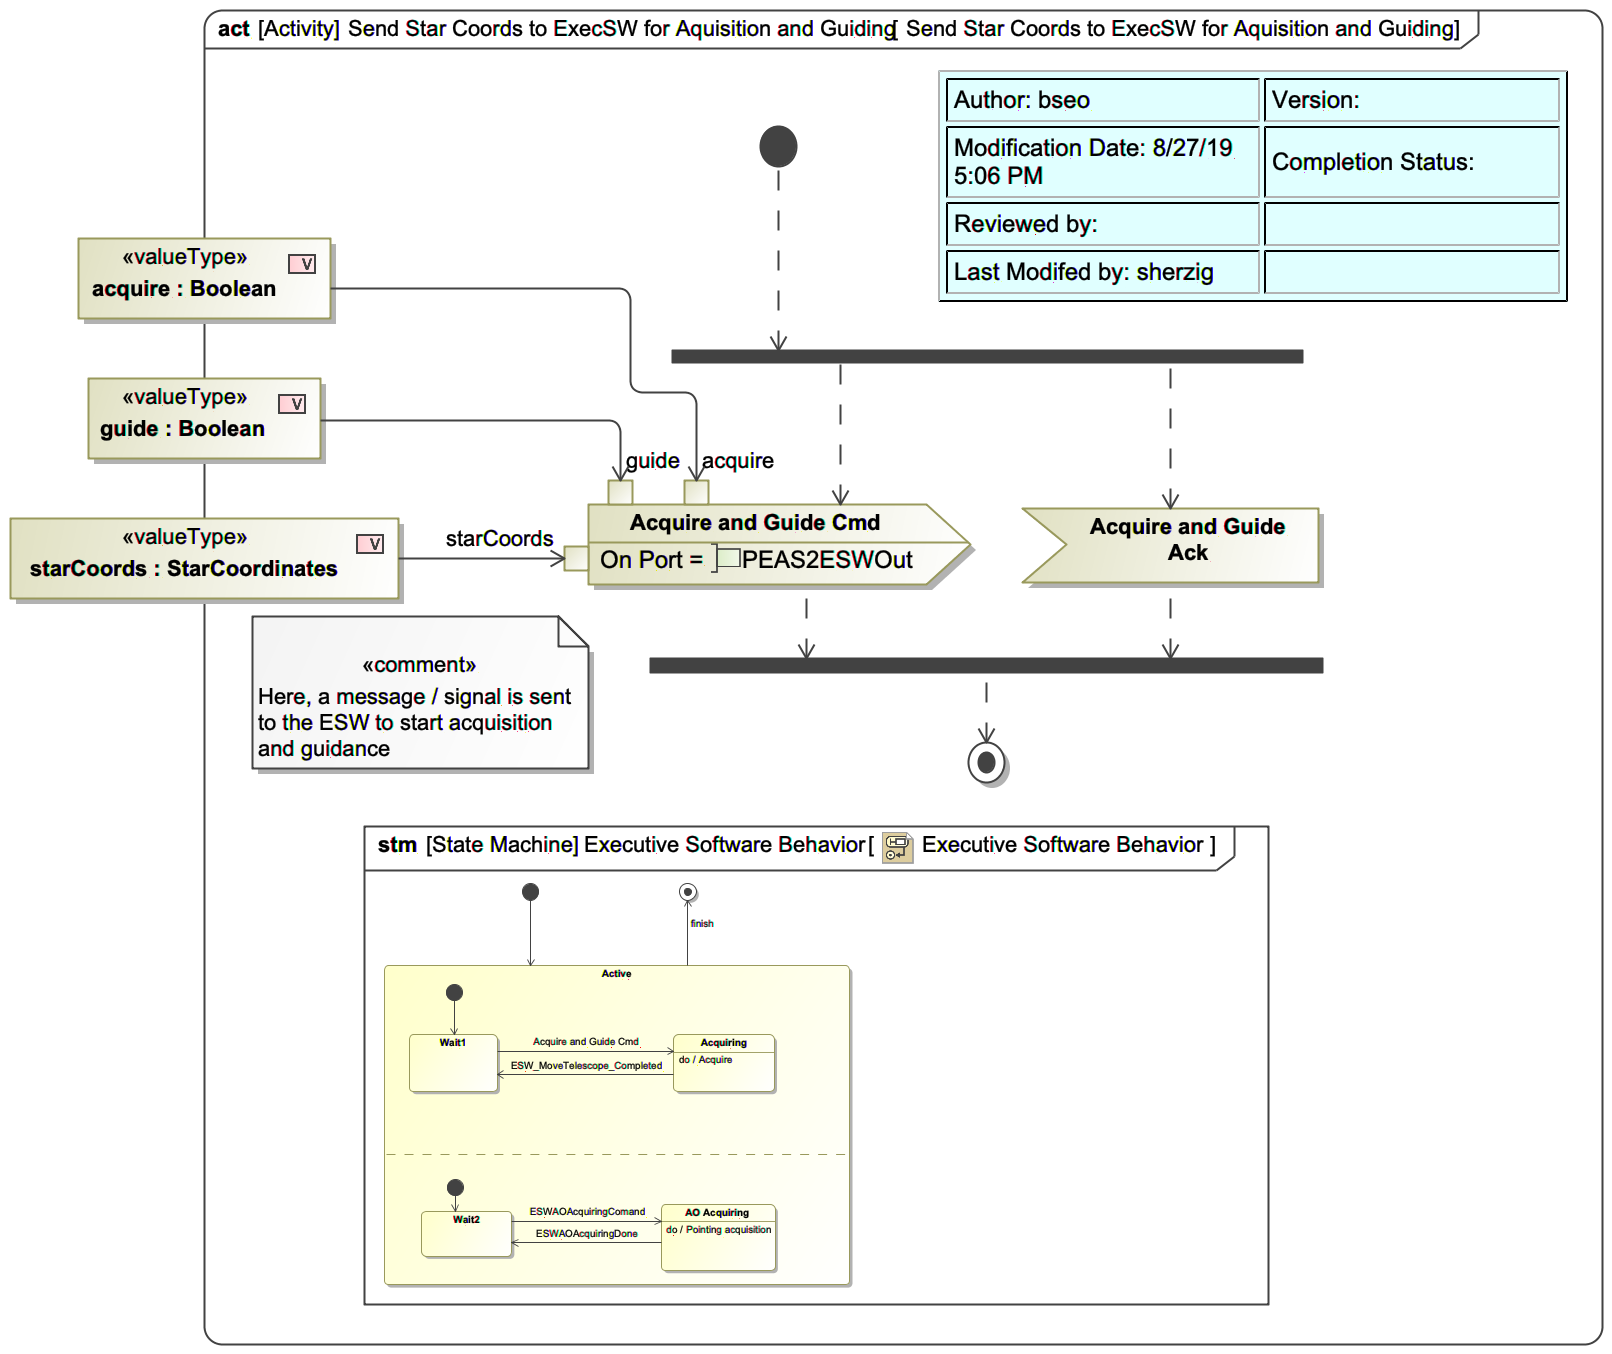 act [Activity] Send Star Coords to ExecSW for Aquisition and Guiding[ Send Star Coords to ExecSW for Aquisition and Guiding]
Author: bseo
Version:
Modification Date: 8/27/19
5:06 PM
Completion Status:
Reviewed by:
Last Modifed by: sherzig
«valueType»
V
acquire : Boolean
«valueType»
V
guide : Boolean
«valueType»
V
starCoords : StarCoordinates
guide
acquire
starCoords
Acquire and Guide Cmd
On Port = PEAS2ESWOut
Acquire and Guide
Ack
«comment»
Here, a message / signal is sent
to the ESW to start acquisition
and guidance
stm [State Machine] Executive Software Behavior[ Executive Software Behavior ]
finish
Active
Wait1
Acquire and Guide Cmd
ESW_MoveTelescope_Completed
Acquiring
do / Acquire
Wait2
ESWAOAcquiringComand
ESWAOAcquiringDone
AO Acquiring
do / Pointing acquisition